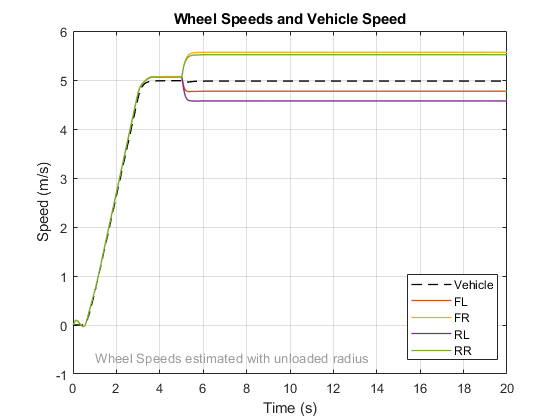 Wheel Speeds and Vehicle Speed
6
5
4
3
2
1
0
-1
Speed (m/s)
Wheel Speeds estimated with unloaded radius
Vehicle
FL
FR
RL
RR
0 2 4 6 8 10 12 14 16 18 20
Time (s)